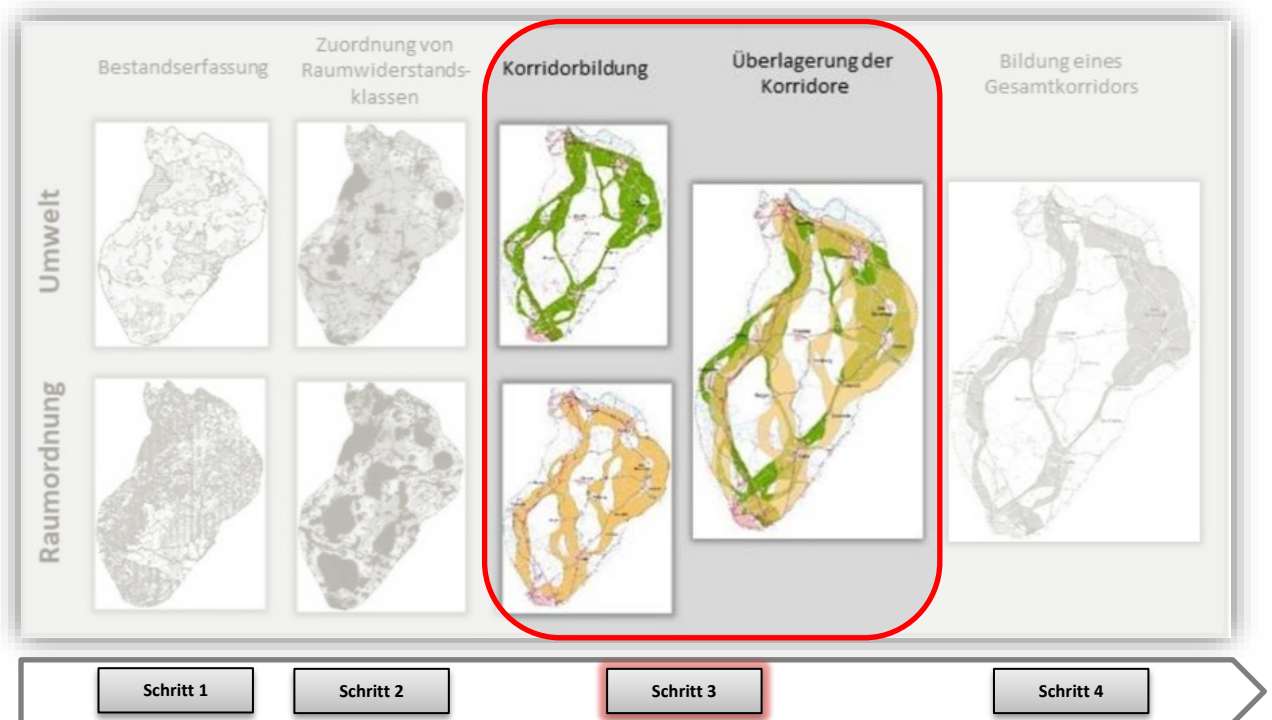 Bestandserfassung
Zuordnung von
Raumwiderstands-
klassen
Korridorbildung
Überlagerung der
Korridore
Bildung eines
Gesamtkorridors
Umwelt
Raumordnung
Schritt 1
Schritt 2
Schritt 3
Schritt 4